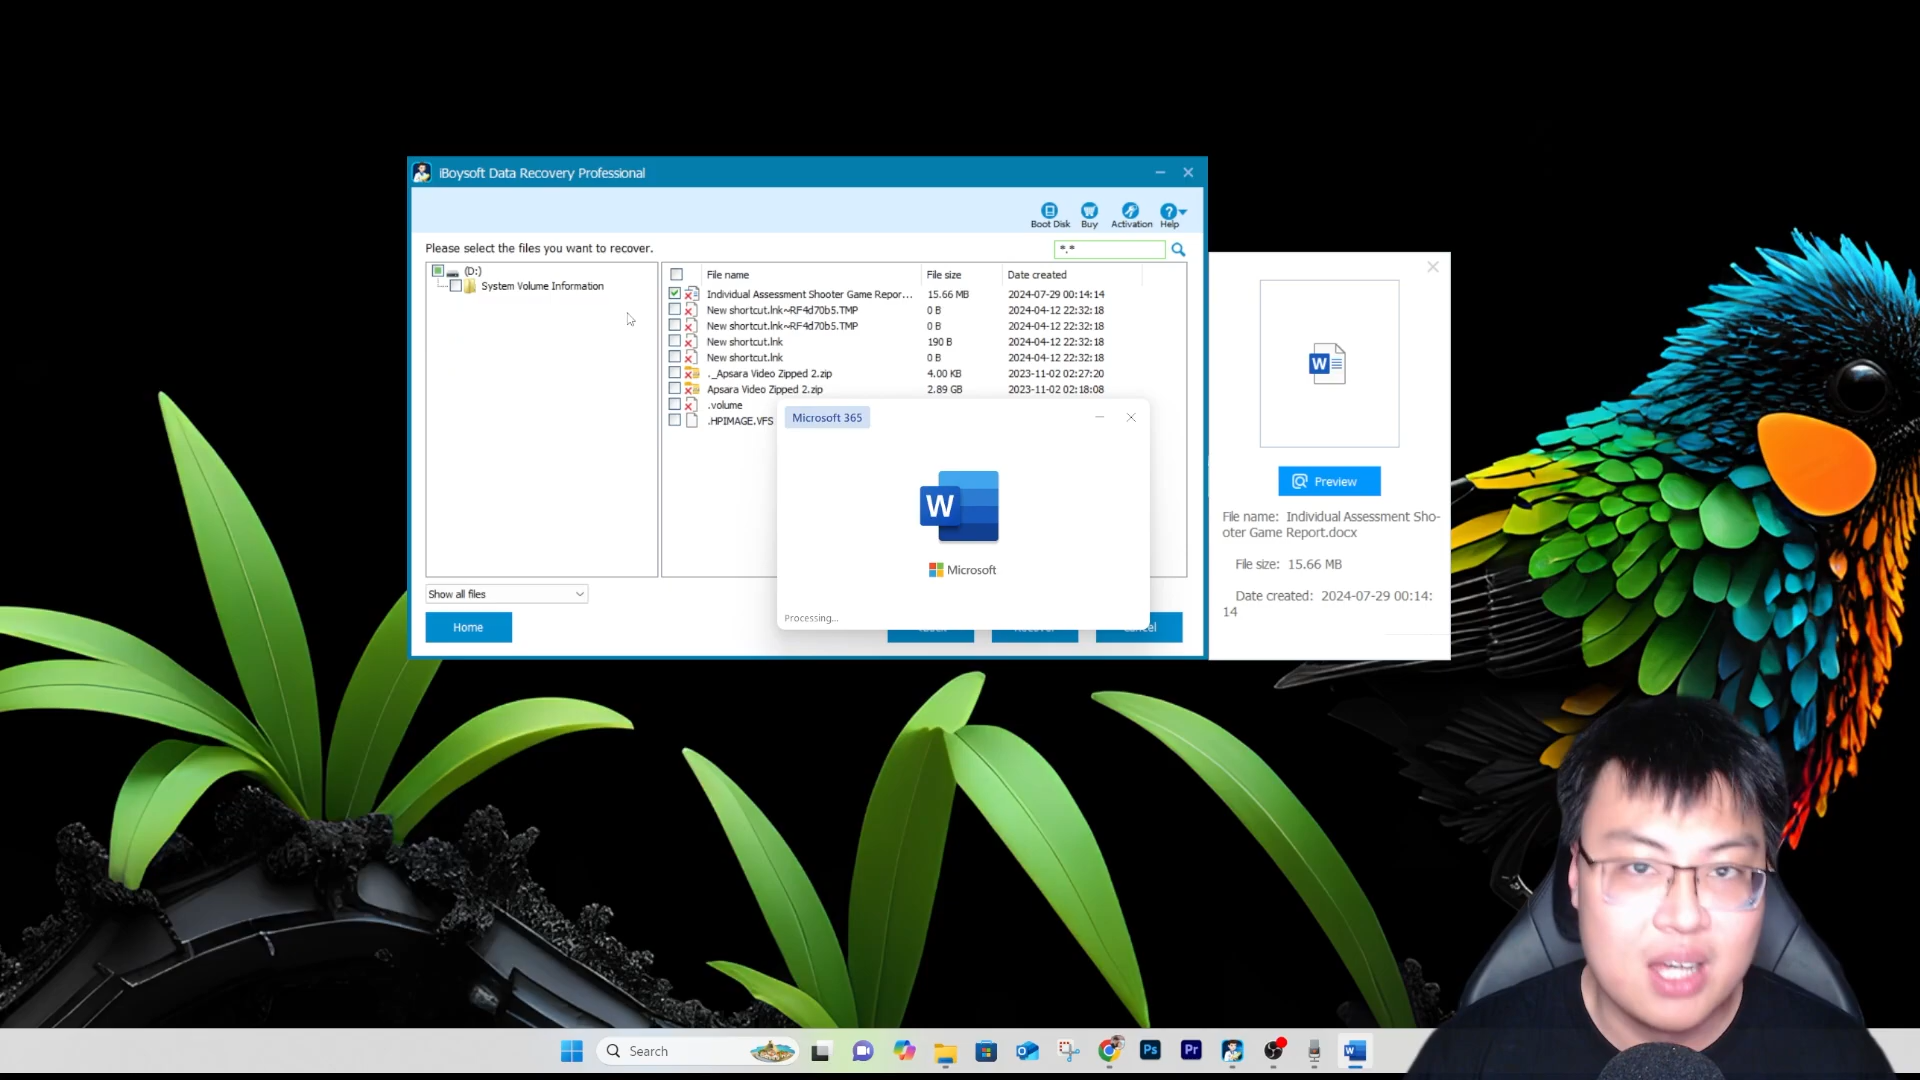 iBoysoft Data Recovery Professional
Boot Disk Buy Activation Help
Please select the files you want to recover.
*.*
(D:)
System Volume Information
File name File size Date created
Individual Assessment Shooter Game Repor... 15.66 MB 2024-07-29 00:14:14
New shortcut.lnk~RF4d70b5.TMP 0 B 2024-04-12 22:32:18
New shortcut.lnk~RF4d70b5.TMP 0 B 2024-04-12 22:32:18
New shortcut.lnk 190 B 2024-04-12 22:32:18
New shortcut.lnk 0 B 2024-04-12 22:32:18
._Apsara Video Zipped 2.zip 4.00 KB 2023-11-02 02:27:20
Apsara Video Zipped 2.zip 2.89 GB 2023-11-02 02:18:08
.volume
.HPIMAGE.VFS
Microsoft 365
W
Microsoft
Processing...
Show all files
Home
W
Preview
File name: Individual Assessment Sho-
oter Game Report.docx
File size: 15.66 MB
Date created: 2024-07-29 00:14:
14
Search
Ps
Pr
W